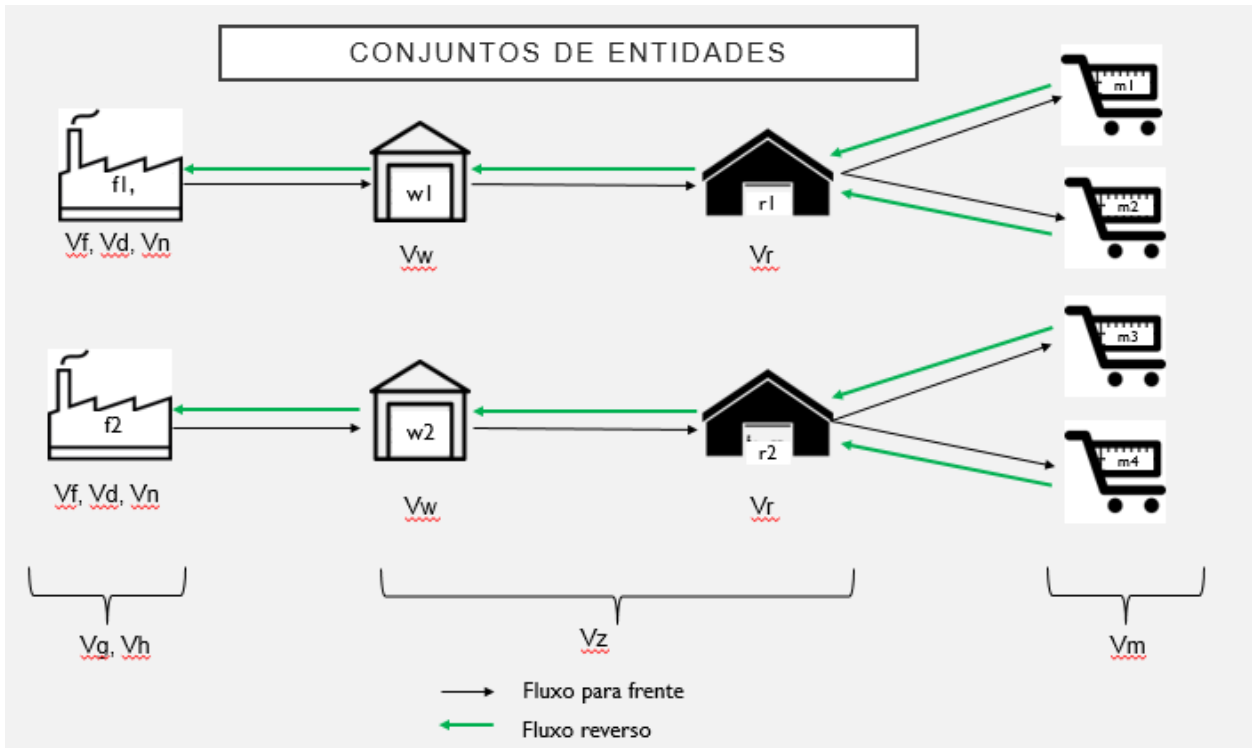 CONJUNTOS DE ENTIDADES
m1
f1,
w1
r1
m2
Vf, Vd, Vn
Vw
Vr
m3
f2
w2
r2
m4
Vf, Vd, Vn
Vw
Vr
Vg, Vh
Vz
Vm
Fluxo para frente
Fluxo reverso